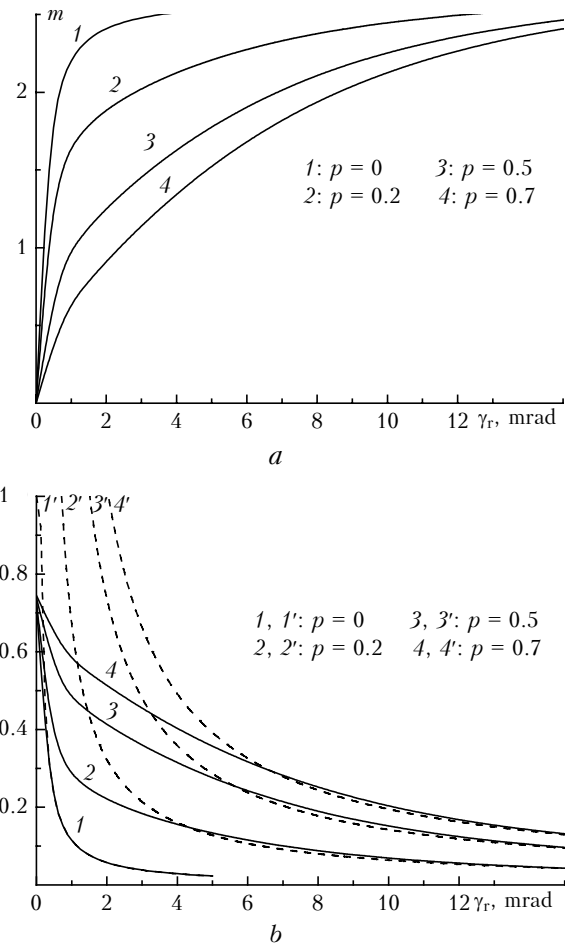 m
1
2
2
3
1: p = 0 3: p = 0.5
4
2: p = 0.2 4: p = 0.7
1
0 2 4 6 8 10 12 γr, mrad
a
1
1′ 2′ 3′ 4′
0.8
1, 1′: p = 0 3, 3′: p = 0.5
2, 2′: p = 0.2 4, 4′: p = 0.7
0.6
4
0.4
3
2
0.2
1
0 2 4 6 8 10 12 γr, mrad
b